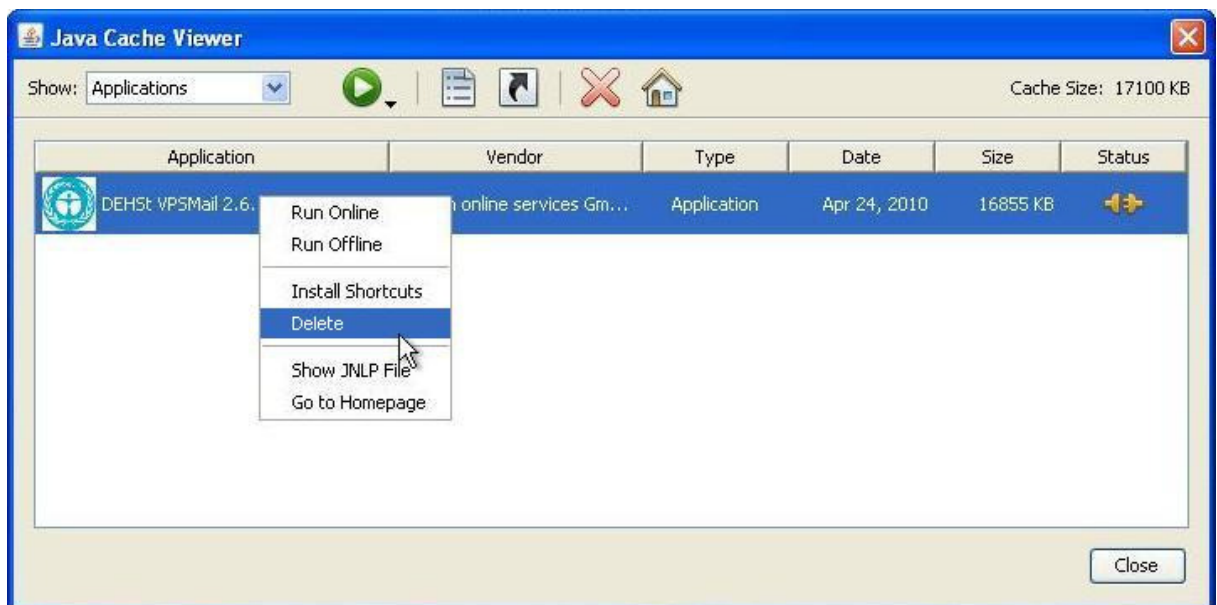 Java Cache Viewer
Show: Applications Cache Size: 17100 KB
Application Vendor Type Date Size Status
DEHSt VPSMail 2.6. online services Gm... Application Apr 24, 2010 16855 KB
Run Online
Run Offline
Install Shortcuts
Delete
Show JNLP File
Go to Homepage
Close